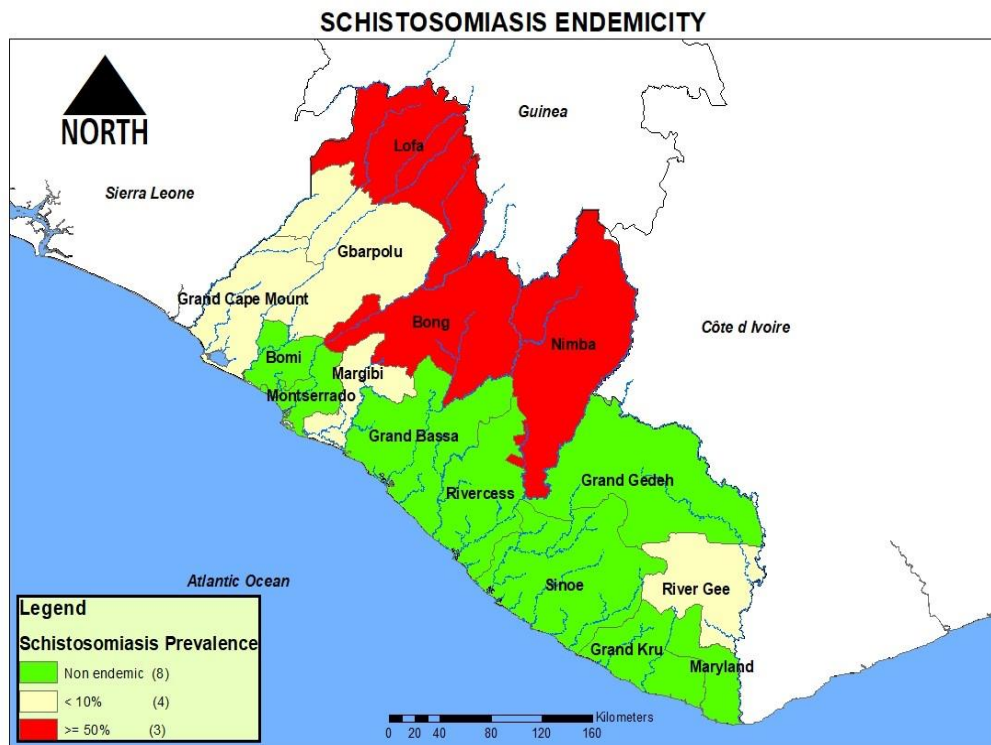 SCHISTOSOMIASIS ENDEMICITY
NORTH
Guinea
Lofa
Sierra Leone
Gbarpolu
Grand Cape Mount
Bong
Côte d Ivoire
Nimba
Bomi
Margibi
Montserrado
Grand Bassa
Grand Gedeh
Rivercess
Atlantic Ocean
Sinoe
River Gee
Grand Kru
Maryland
Legend
Schistosomiasis Prevalence
Non endemic (8)
< 10% (4)
>= 50% (3)
Kilometers
0 20 40 80 120 160